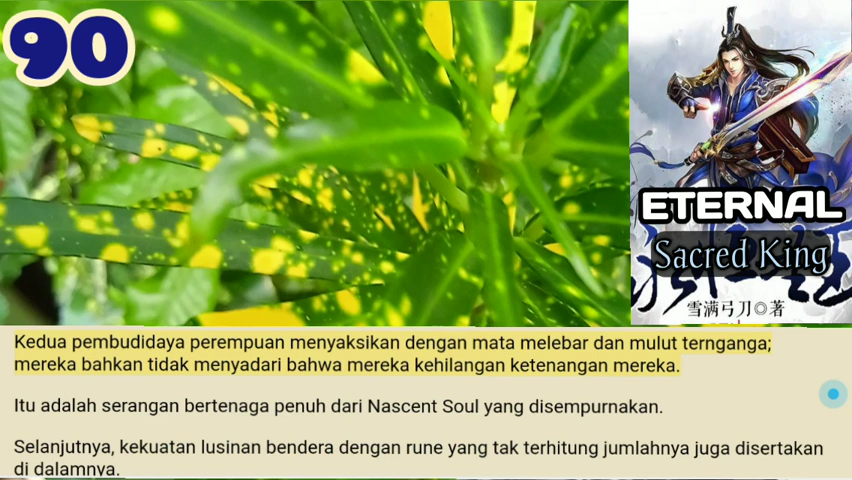 90
ETERNAL
Sacred King
雪满弓刀◎著
Kedua pembudidaya perempuan menyaksikan dengan mata melebar dan mulut ternganga;
mereka bahkan tidak menyadari bahwa mereka kehilangan ketenangan mereka.
Itu adalah serangan bertenaga penuh dari Nascent Soul yang disempurnakan.
Selanjutnya, kekuatan lusinan bendera dengan rune yang tak terhitung jumlahnya juga disertakan
di dalamnya.